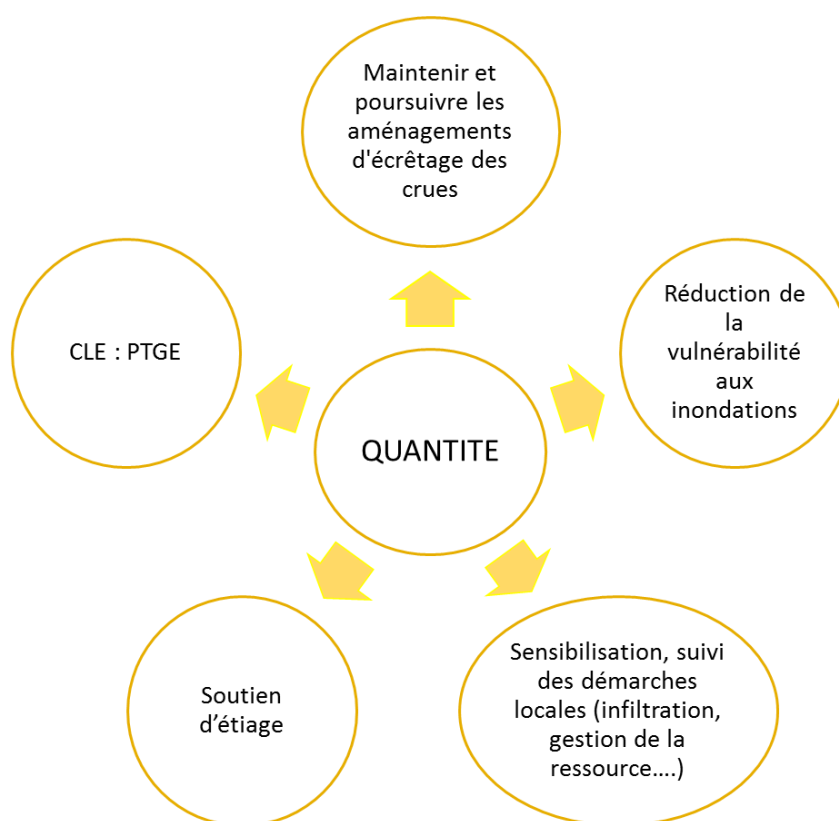 Maintenir et
poursuivre les
aménagements
d'écrêtage des
crues
Réduction de
la
vulnérabilité
aux
inondations
CLE : PTGE
QUANTITE
Sensibilisation, suivi
des démarches
locales (infiltration,
gestion de la
ressource....)
Soutien
d’étiage